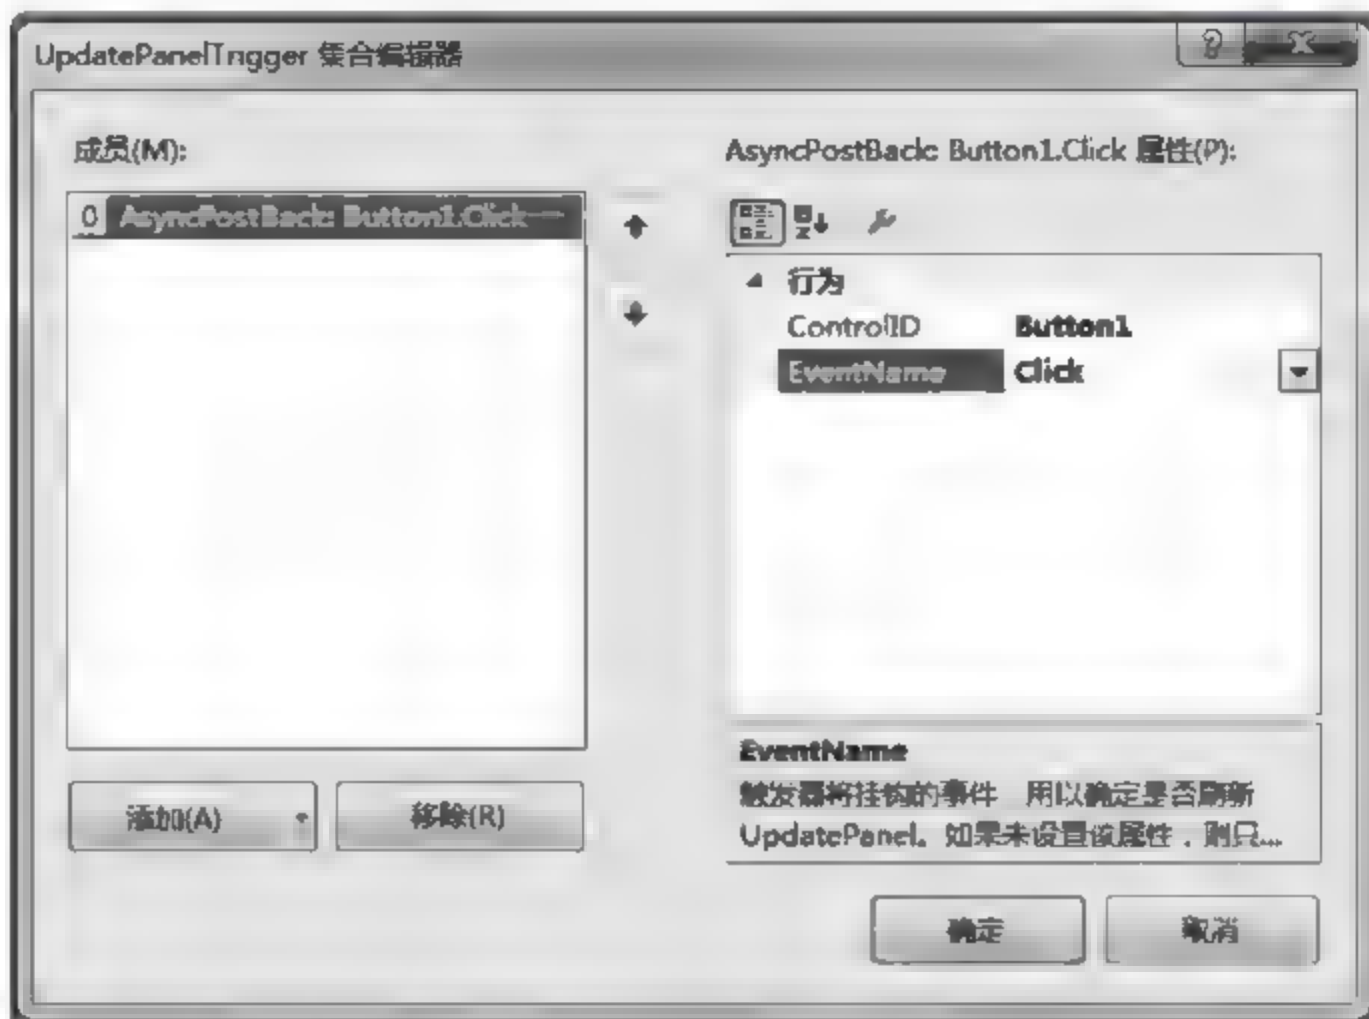 UpdatePanelTrigger 集合编辑器
成员(M):
0 AsyncPostBack: Button1.Click
添加(A)
移除(R)
AsyncPostBack: Button1.Click 属性(P):
行为
ControlID Button1
EventName Click
EventName
触发器将挂钩的事件 用以确定是否刷新
UpdatePanel。如果未设置该属性，则只...
确定
取消